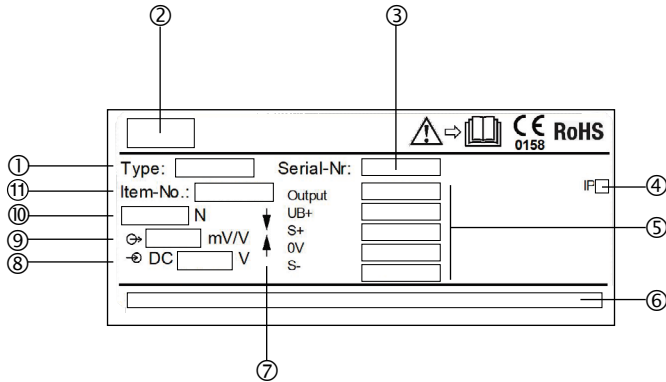 ② ③
CE 0158 RoHS
① Type: Serial-Nr:
⑪ Item-No.: Output IP ④
⑩ N UB+
⑨ mV/V S+ ⑤
⑧ DC V 0V
S-
⑥
⑦